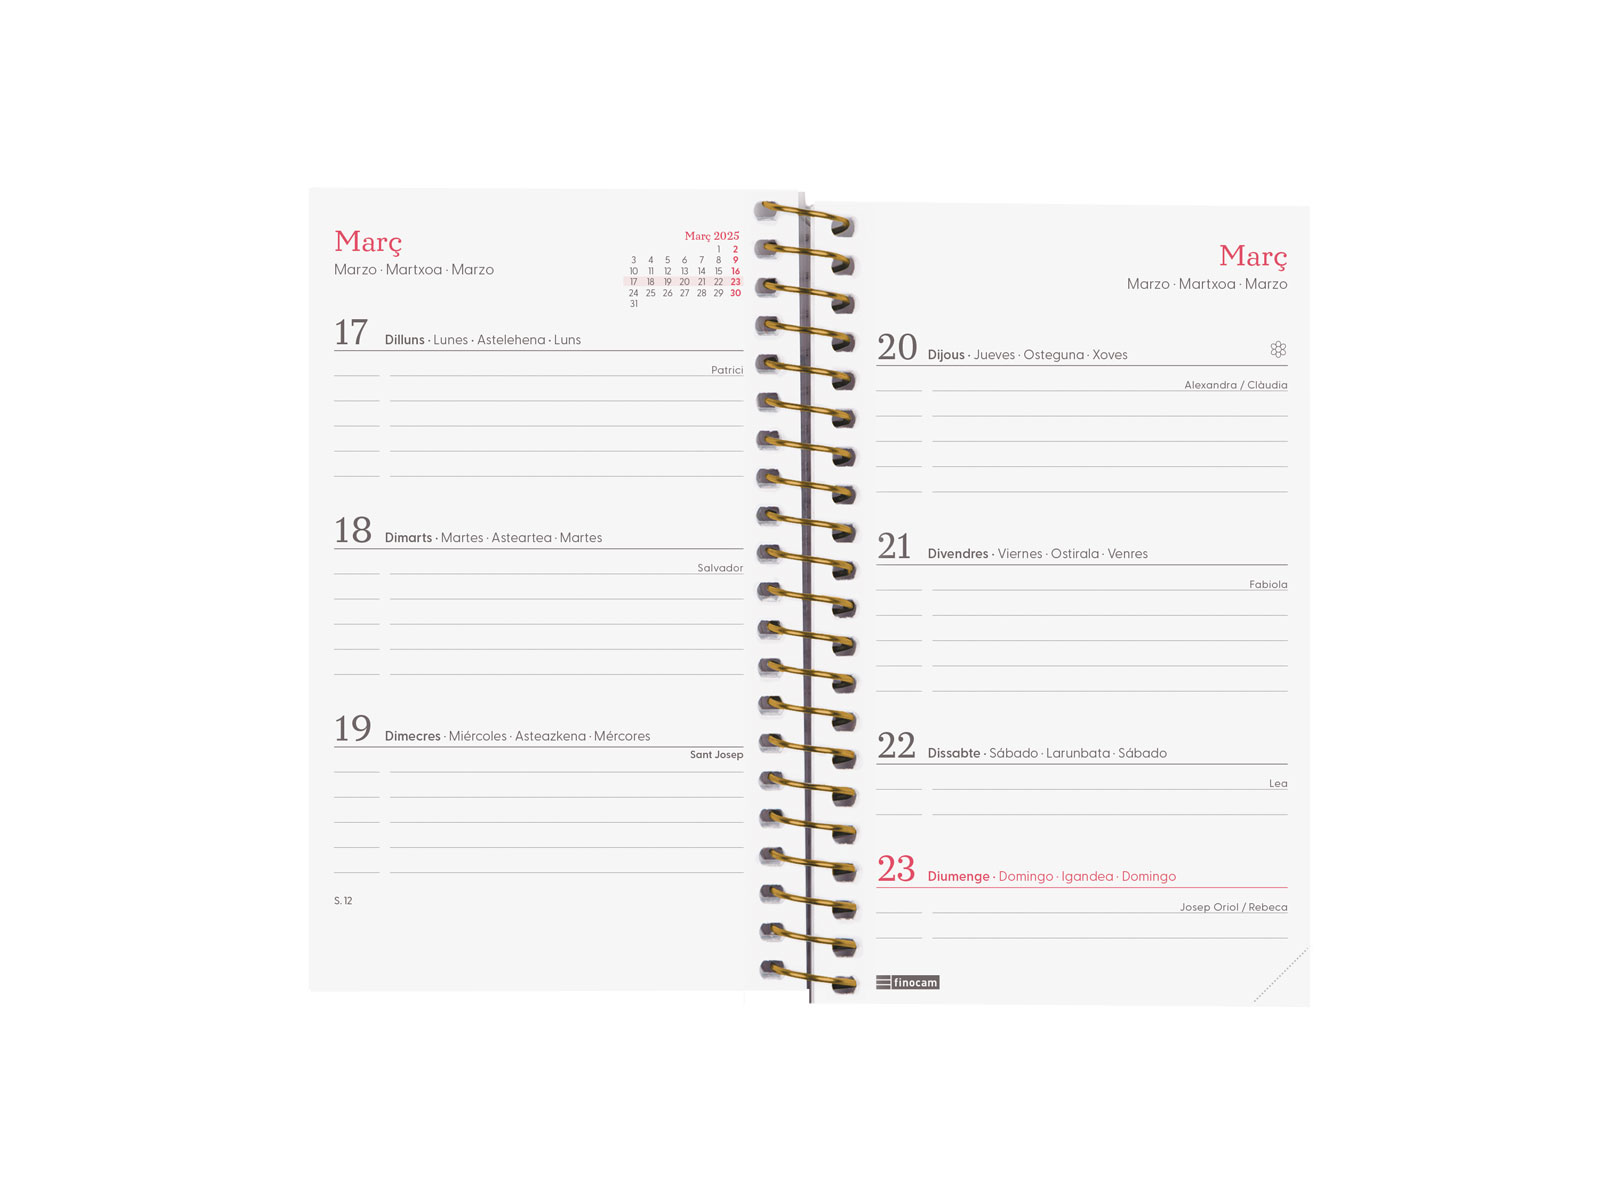 Març
Marzo · Martxoa · Marzo
Març 2025
1 2
3 4 5 6 7 8 9
10 11 12 13 14 15 16
17 18 19 20 21 22 23
24 25 26 27 28 29 30
31
17 Dilluns · Lunes · Astelehena · Luns
Patrici
18 Dimarts · Martes · Asteartea · Martes
Salvador
19 Dimecres · Miércoles · Asteazkena · Mércores
Sant Josep
S. 12
Març
Marzo · Martxoa · Marzo
20 Dijous · Jueves · Osteguna · Xoves
Alexandra / Clàudia
21 Divendres · Viernes · Ostirala · Venres
Fabiola
22 Dissabte · Sábado · Larunbata · Sábado
Lea
23 Diumenge · Domingo · Igandea · Domingo
Josep Oriol / Rebeca
finocam